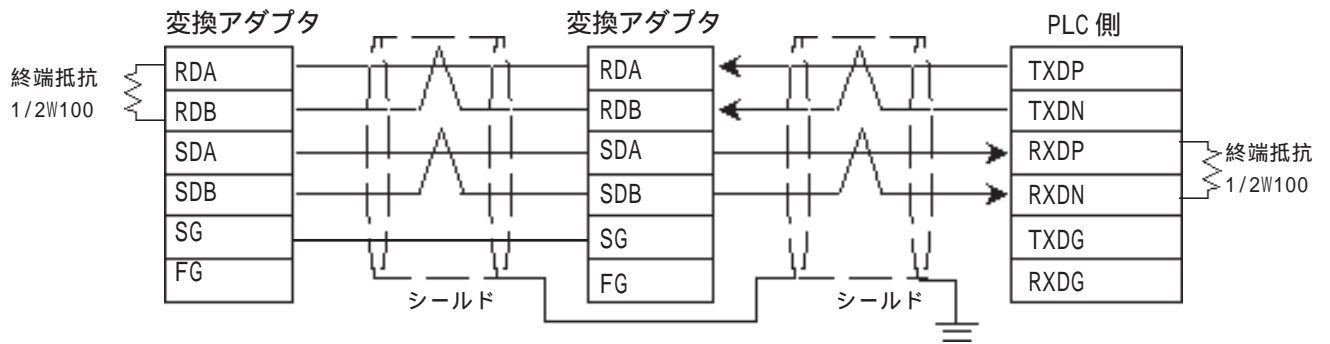 変換アダプタ
変換アダプタ
PLC 側
終端抵抗
1/2W100
RDA
RDB
SDA
SDB
SG
FG
シールド
RDA
RDB
SDA
SDB
SG
FG
シールド
TXDP
TXDN
RXDP
RXDN
TXDG
RXDG
終端抵抗
1/2W100